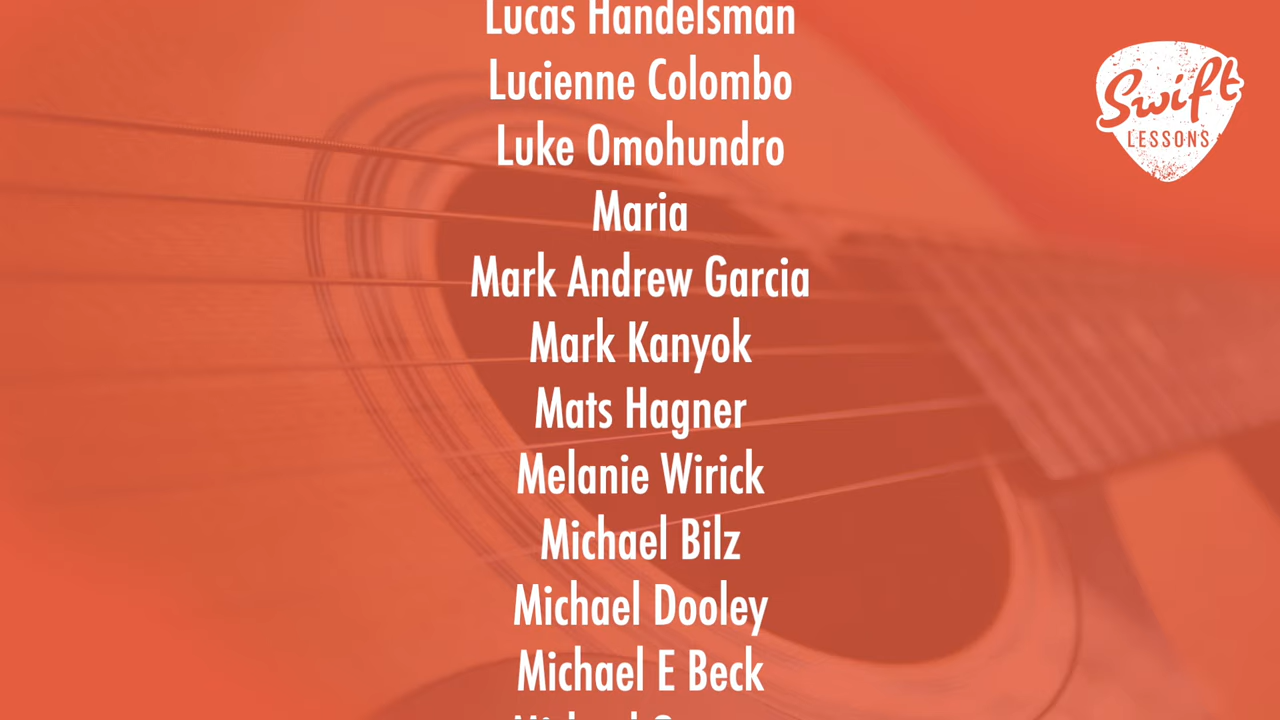 Lucas Handelsman
Lucienne Colombo
Luke Omohundro
Maria
Mark Andrew Garcia
Mark Kanyok
Mats Hagner
Melanie Wirick
Michael Bilz
Michael Dooley
Michael E Beck
Swift
LESSONS